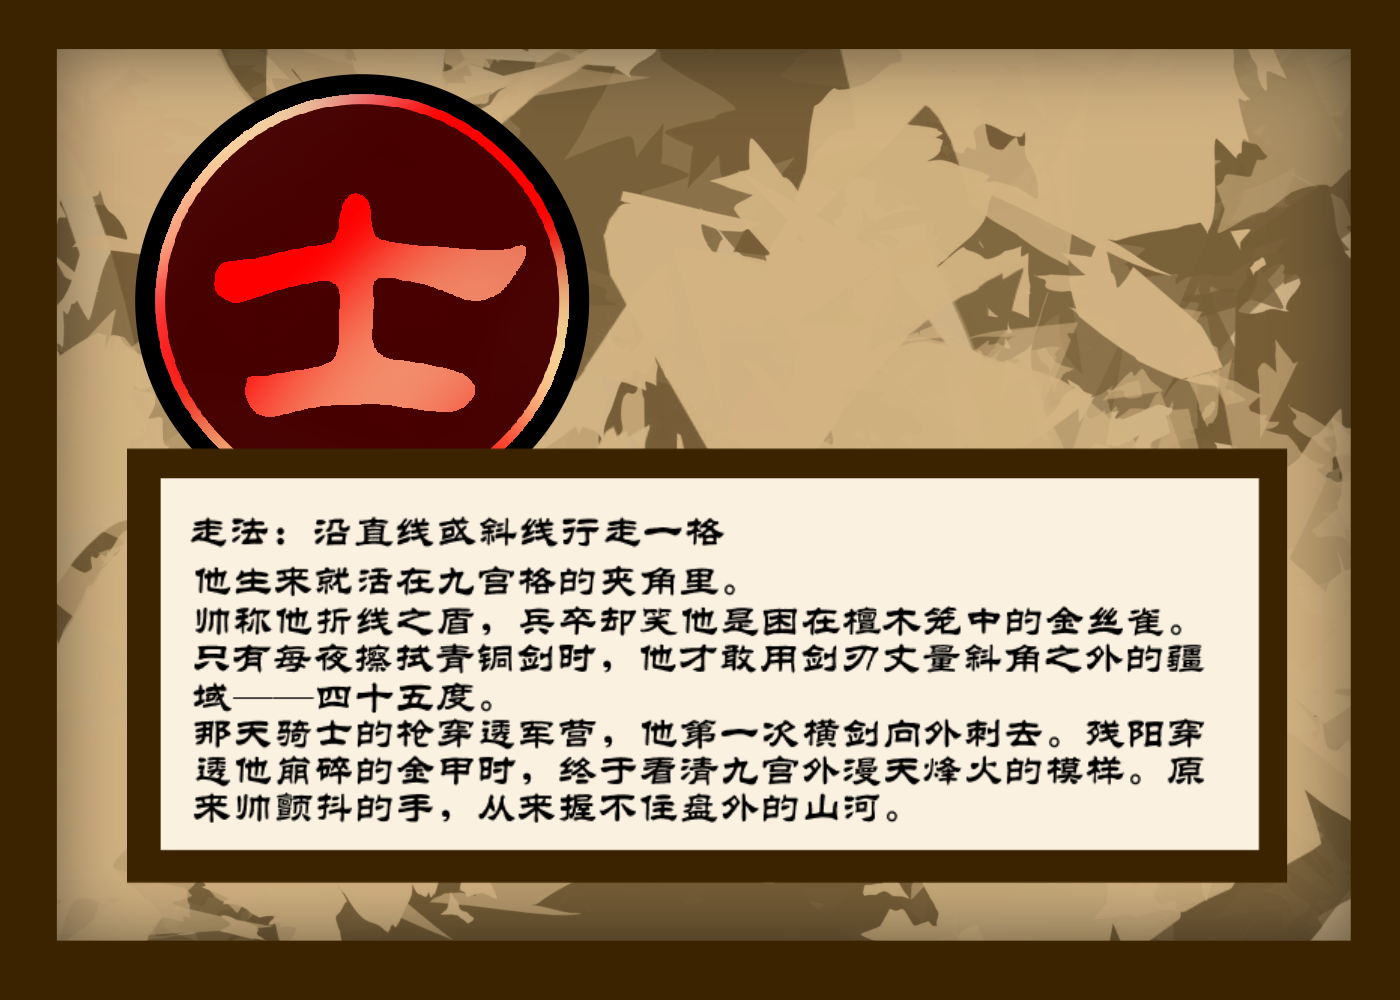 士
走法：沿直线或斜线行走一格
他生来就活在九宫格的夹角里。
帅称他折线之盾，兵卒却笑他是困在檀木笼中的金丝雀。
只有每夜擦拭青铜剑时，他才敢用剑刃丈量斜角之外的疆
域——四十五度。
那天骑士的枪穿透军营，他第一次横剑向外刺去。残阳穿
透他崩碎的金甲时，终于看清九宫外漫天烽火的模样。原
来帅颤抖的手，从来握不住盘外的山河。